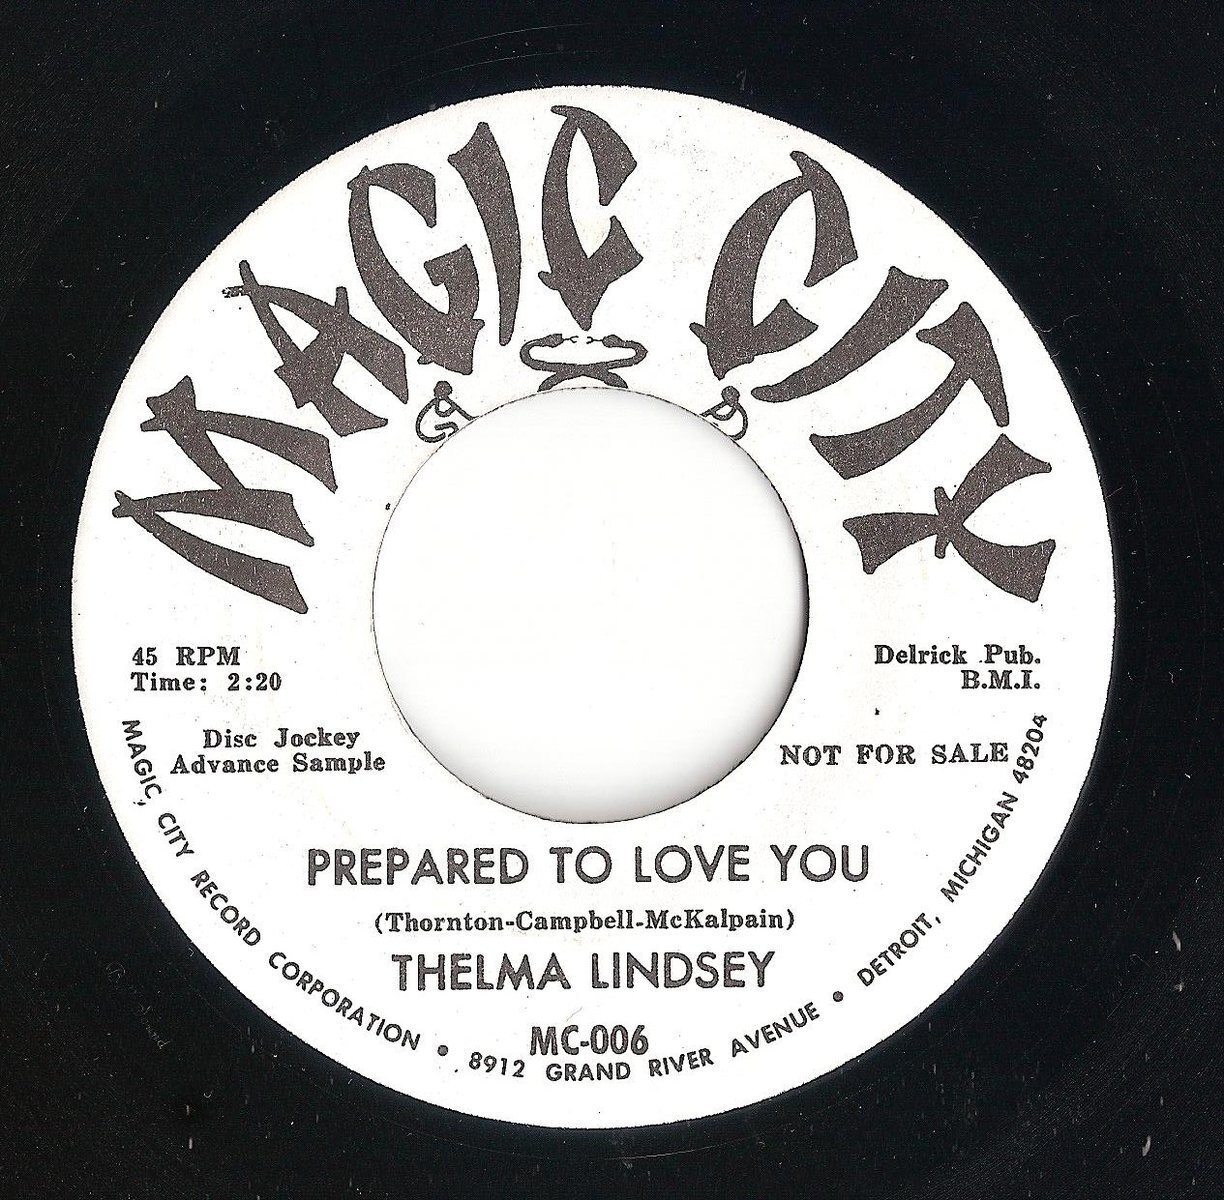 MAGIC CITY
45 RPM
Time: 2:20
Delrick Pub.
B.M.I.
Disc Jockey
Advance Sample
NOT FOR SALE
PREPARED TO LOVE YOU
(Thornton-Campbell-McKalpain)
THELMA LINDSEY
MC-006
MAGIC, CITY RECORD CORPORATION • 8912 GRAND RIVER AVENUE • DETROIT, MICHIGAN 48204